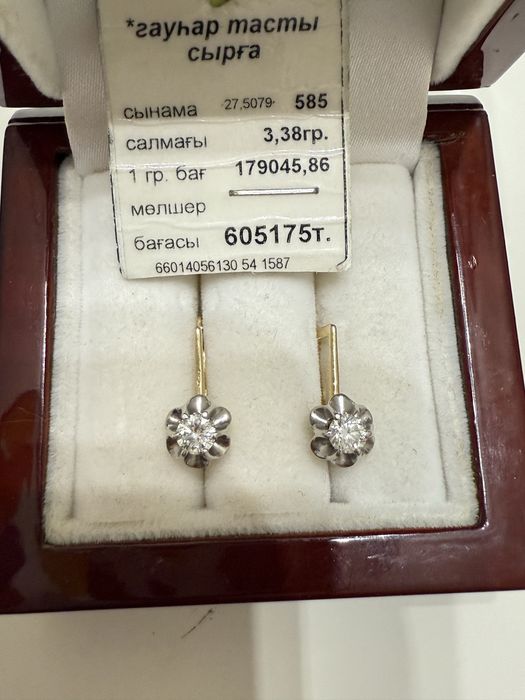 *гауһар тасты
сырға
сынама 27,5079- 585
салмағы 3,38гр.
1 гр. бағ 179045,86
мөлшер
бағасы 605175т.
66014056130 54 1587